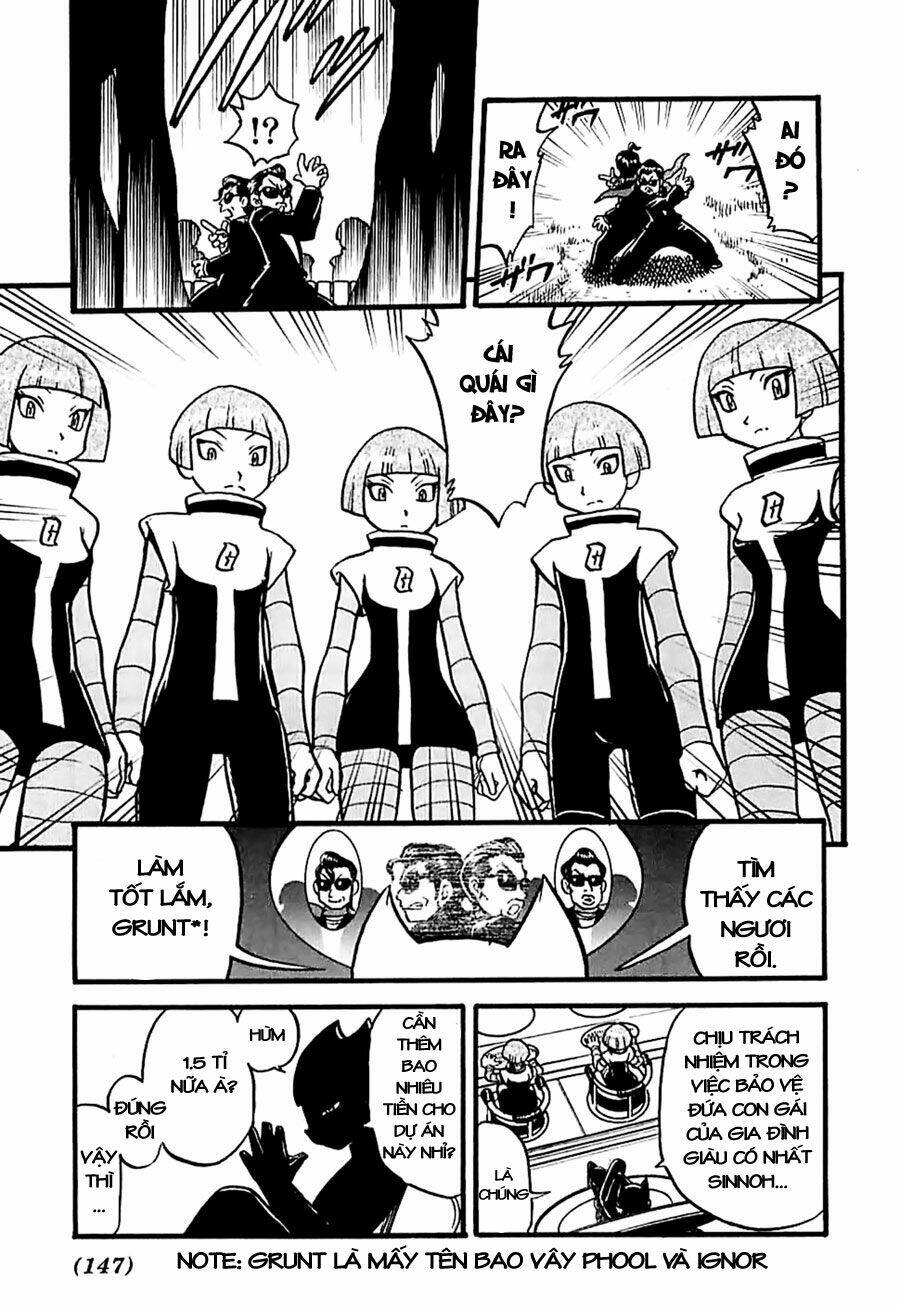 AI
ĐÓ
?
RA
ĐÂY
!
!?
CÁI
QUÁI GÌ
ĐÂY?
TÌM
THẤY CÁC
NGƯƠI
RỒI.
LÀM
TỐT LẮM,
GRUNT*!
CHỊU TRÁCH
NHIỆM TRONG
VIỆC BẢO VỆ
ĐỨA CON GÁI
CỦA GIA ĐÌNH
GIÀU CÓ NHẤT
SINNOH...
LÀ
CHÚNG
CẦN
THÊM
BAO
NHIÊU
TIỀN CHO
DỰ ÁN
NÀY NHỈ?
HỪM
1.5 TỈ
NỮA À?
ĐÚNG
RỒI
VẬY THÌ
...
(147)
NOTE: GRUNT LÀ MẤY TÊN BAO VÂY PHOOL VÀ IGNOR